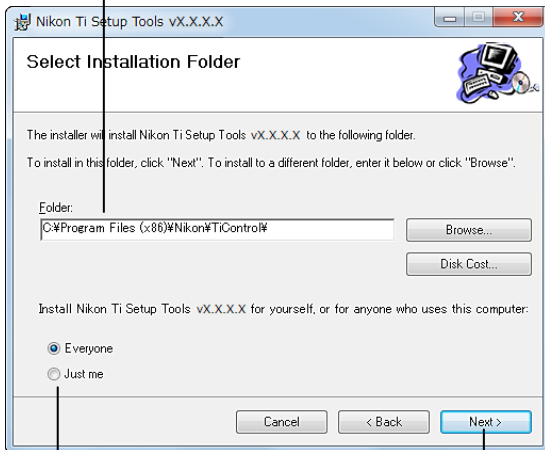 Nikon Ti Setup Tools vX.X.X.X
Select Installation Folder
The installer will install Nikon Ti Setup Tools vX.X.X.X to the following folder.
To install in this folder, click "Next". To install to a different folder, enter it below or click "Browse".
Folder:
C:¥Program Files (x86)¥Nikon¥TiControl¥
Browse...
Disk Cost...
Install Nikon Ti Setup Tools vX.X.X.X for yourself, or for anyone who uses this computer:
Everyone
Just me
Cancel
< Back
Next >